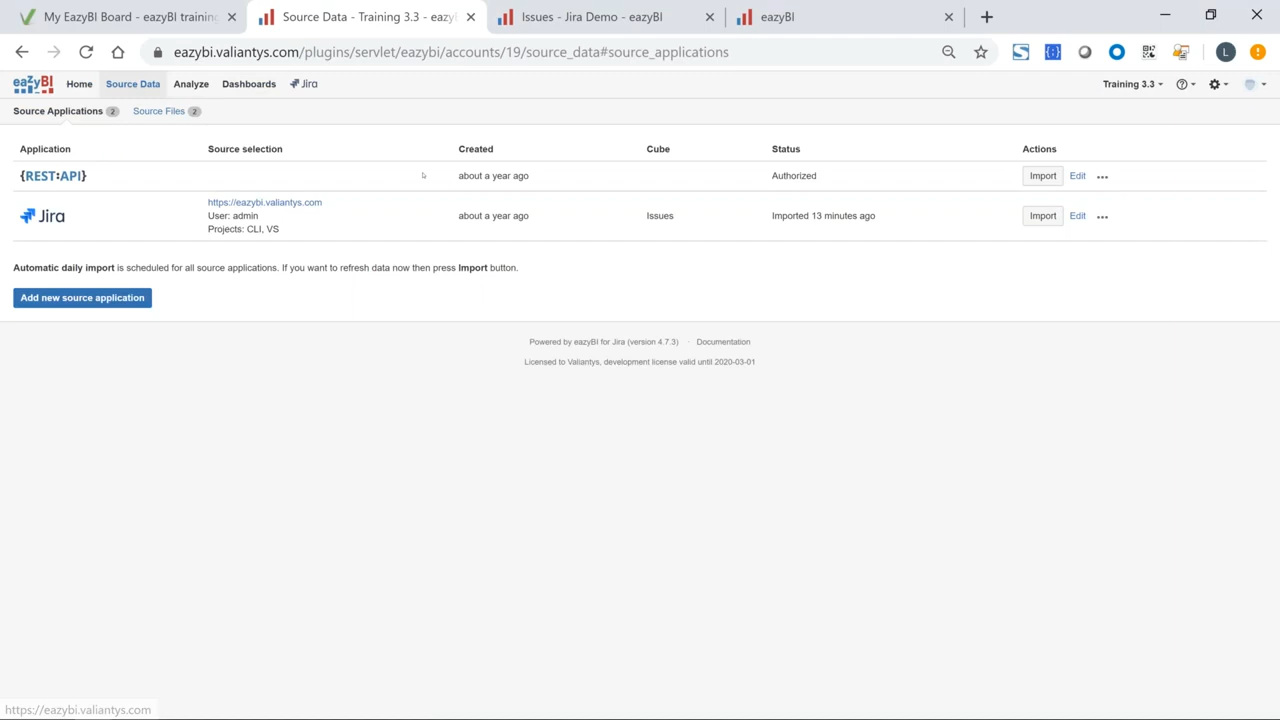 My EazyBI Board - eazyBI training
Source Data - Training 3.3 - eazyB
Issues - Jira Demo - eazyBI
eazyBI
eazybi.valiantys.com/plugins/servlet/eazybi/accounts/19/source_data#source_applications
L
eazyBI Home Source Data Analyze Dashboards Jira Training 3.3
Source Applications 2 Source Files 2
Application Source selection Created Cube Status Actions
{REST:API} about a year ago Authorized Import Edit
https://eazybi.valiantys.com
Jira User: admin about a year ago Issues Imported 13 minutes ago Import Edit
Projects: CLI, VS
Automatic daily import is scheduled for all source applications. If you want to refresh data now then press Import button.
Add new source application
Powered by eazyBI for Jira (version 4.7.3) · Documentation
Licensed to Valiantys, development license valid until 2020-03-01
https://eazybi.valiantys.com